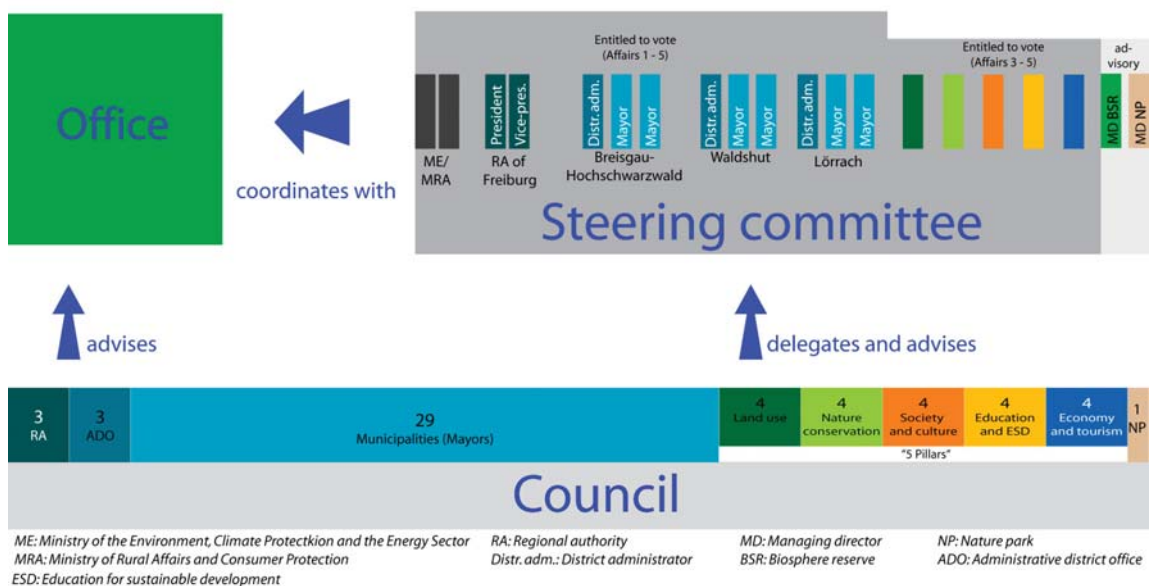 Office
coordinates with
Entitled to vote
(Affairs 1 - 5)
Entitled to vote
(Affairs 3 - 5)
ad-
visory
President
Vice-pres.
Distr. adm.
Mayor
Mayor
Distr. adm.
Mayor
Mayor
Distr. adm.
Mayor
Mayor
MD BSR
MD NP
ME/
MRA
RA of
Freiburg
Breisgau-
Hochschwarzwald
Waldshut
Lörrach
Steering committee
advises
delegates and advises
3
RA
3
ADO
29
Municipalities (Mayors)
4
Land use
4
Nature
conservation
4
Society
and culture
4
Education
and ESD
4
Economy
and tourism
1
NP
"5 Pillars"
Council
ME: Ministry of the Environment, Climate Protecktion and the Energy Sector
MRA: Ministry of Rural Affairs and Consumer Protection
ESD: Education for sustainable development
RA: Regional authority
Distr. adm.: District administrator
MD: Managing director
BSR: Biosphere reserve
NP: Nature park
ADO: Administrative district office